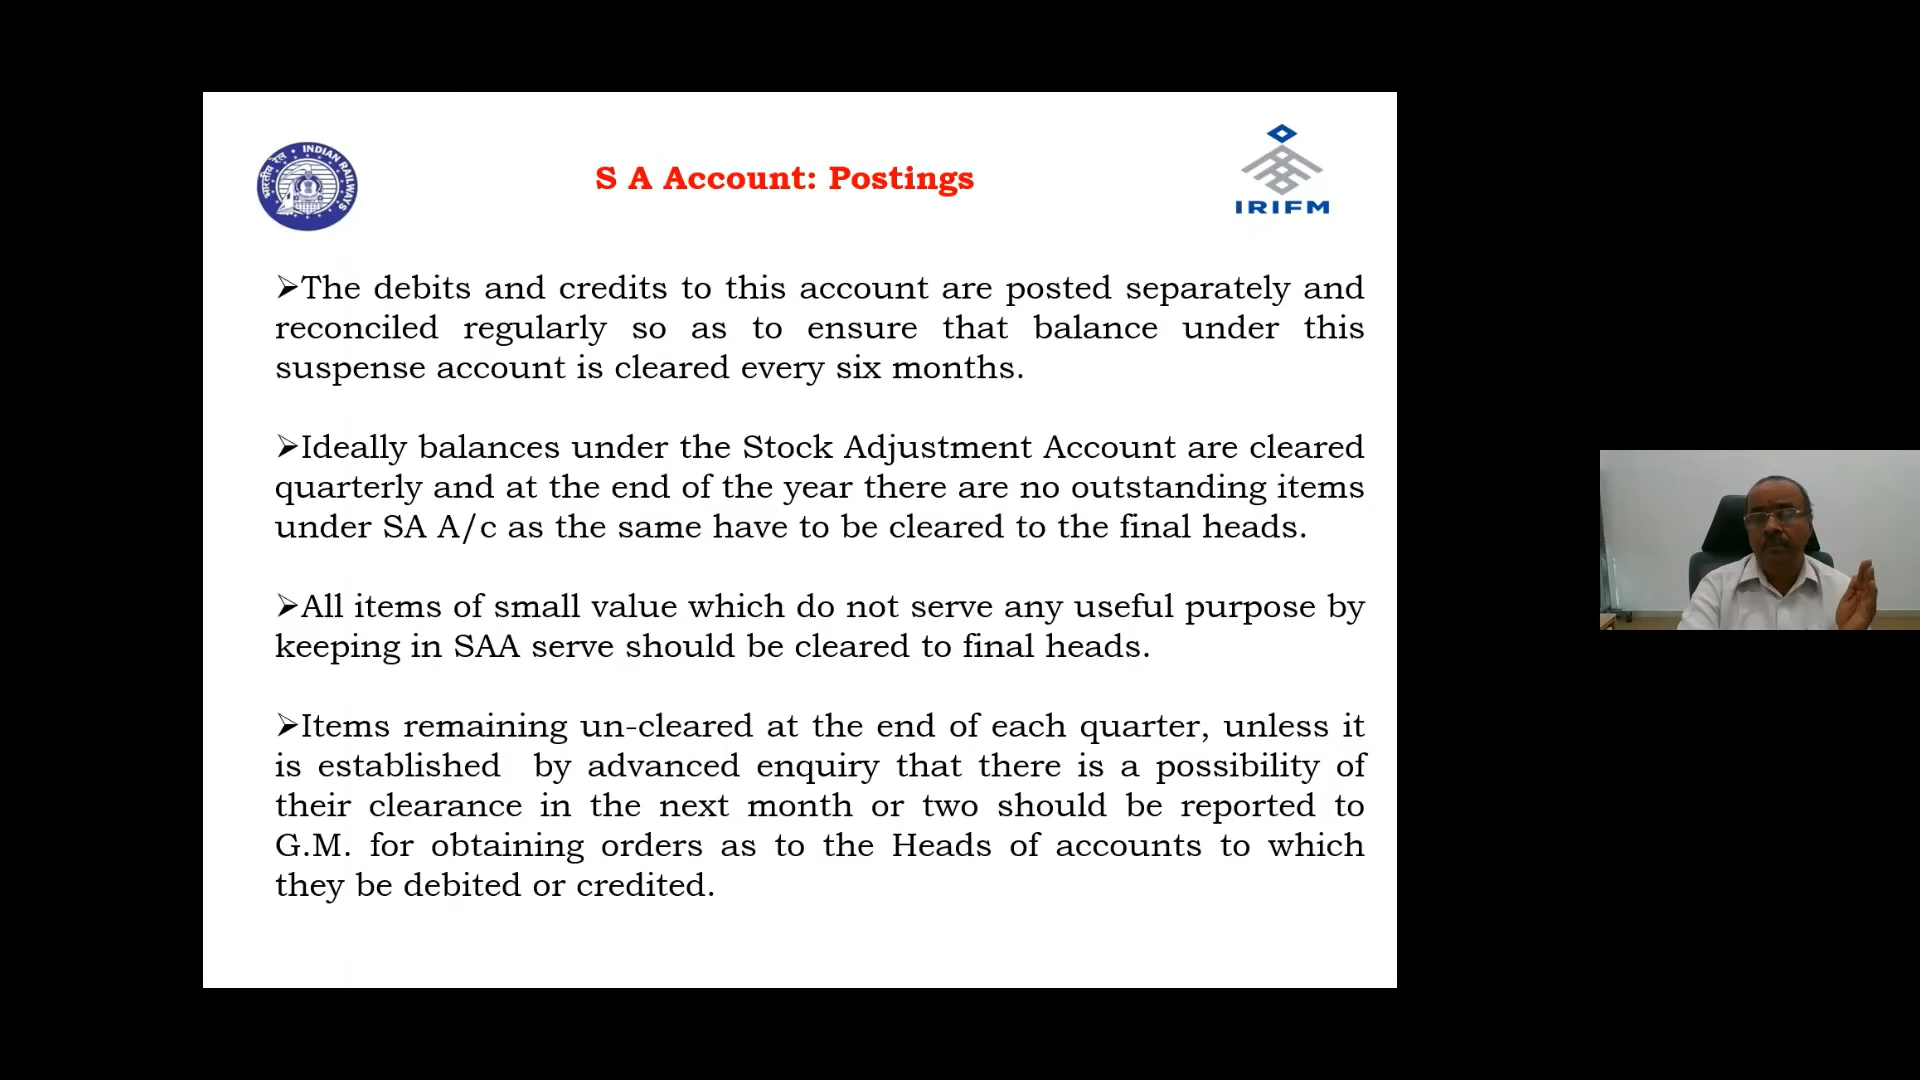 भारतीय रेल • INDIAN RAILWAYS
S A Account: Postings
IRIFM
➢The debits and credits to this account are posted separately and
reconciled regularly so as to ensure that balance under this
suspense account is cleared every six months.
➢Ideally balances under the Stock Adjustment Account are cleared
quarterly and at the end of the year there are no outstanding items
under SA A/c as the same have to be cleared to the final heads.
➢All items of small value which do not serve any useful purpose by
keeping in SAA serve should be cleared to final heads.
➢Items remaining un-cleared at the end of each quarter, unless it
is established by advanced enquiry that there is a possibility of
their clearance in the next month or two should be reported to
G.M. for obtaining orders as to the Heads of accounts to which
they be debited or credited.